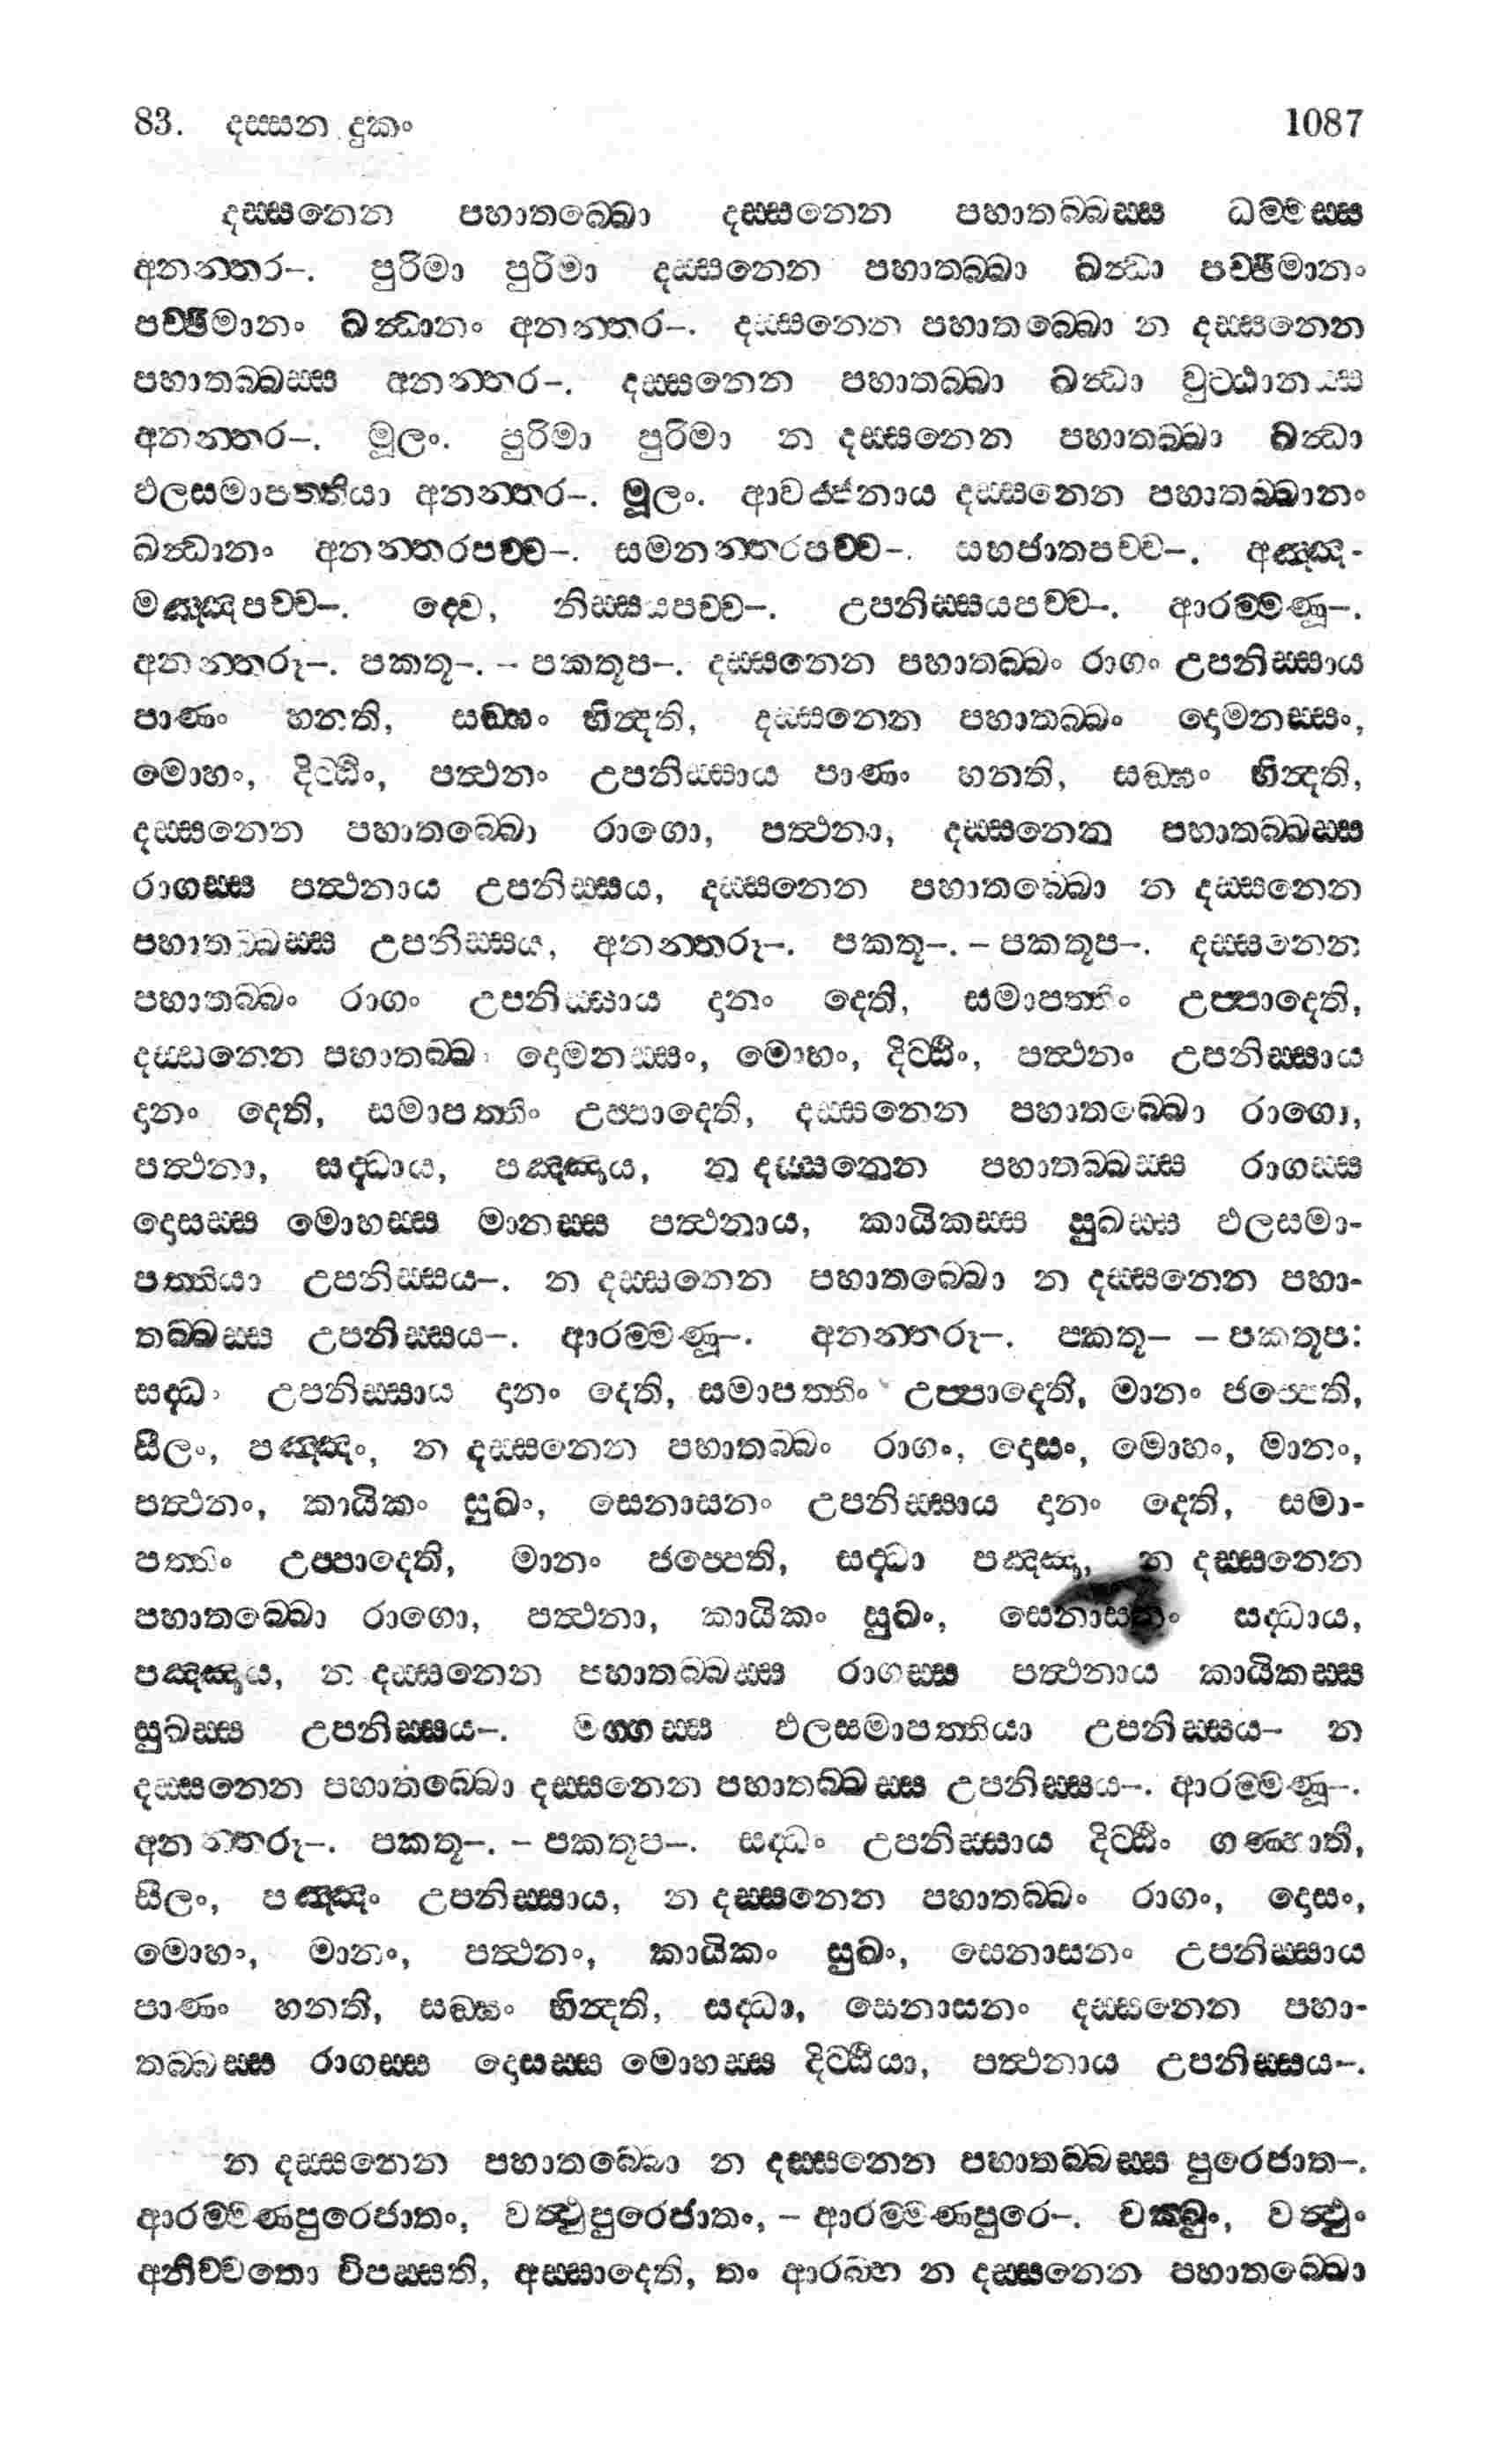 83. දස්සන දුකං 1087
දස්සනෙන පහාතබ්බො දස්සනෙන පහාතබ්බස්ස ධම්මස්ස
අනන්තර–. පුරිමා පුරිමා දස්සනෙන පහාතබ්බා ඛන්ධා පච්ඡිමානං
පච්ඡිමානං ඛන්ධානං අනන්තර–. දස්සනෙන පහාතබ්බො න දස්සනෙන
පහාතබ්බස්ස අනන්තර–. දස්සනෙන පහාතබ්බා ඛන්ධා වුට්ඨානස්ස
අනන්තර–. මූලං. පුරිමා පුරිමා න දස්සනෙන පහාතබ්බා ඛන්ධා
ඵලසමාපත්තියා අනන්තර–. මූලං. ආවජ්ජනාය දස්සනෙන පහාතබ්බානං
ඛන්ධානං අනන්තරපච්ච–. සමනන්තරපච්ච–. සහජාතපච්ච–. අඤ්ඤ-
මඤ්ඤපච්ච–. ද්වෙ, නිස්සයපච්ච–. උපනිස්සයපච්ච–. ආරම්මණූ–.
අනන්තරූ–. පකතූ–. – පකතූප–. දස්සනෙන පහාතබ්බං රාගං උපනිස්සාය
පාණං හනති, සඞ්ඝං භින්දති, දස්සනෙන පහාතබ්බං දොමනස්සං,
මොහං, දිට්ඨිං, පත්ථනං උපනිස්සාය පාණං හනති, සඞ්ඝං භින්දති,
දස්සනෙන පහාතබ්බො රාගො, පත්ථනා, දස්සනෙන පහාතබ්බස්ස
රාගස්ස පත්ථනාය උපනිස්සය, දස්සනෙන පහාතබ්බො න දස්සනෙන
පහාතබ්බස්ස උපනිස්සය, අනන්තරූ–. පකතූ–. – පකතූප–. දස්සනෙන
පහාතබ්බං රාගං උපනිස්සාය දානං දෙති, සමාපත්තිං උප්පාදෙති,
දස්සනෙන පහාතබ්බං දොමනස්සං, මොහං, දිට්ඨිං, පත්ථනං උපනිස්සාය
දානං දෙති, සමාපත්තිං උප්පාදෙති, දස්සනෙන පහාතබ්බො රාගො,
පත්ථනා, සද්ධාය, පඤ්ඤාය, න දස්සනෙන පහාතබ්බස්ස රාගස්ස
දොසස්ස මොහස්ස මානස්ස පත්ථනාය, කායිකස්ස සුඛස්ස ඵලසමා-
පත්තියා උපනිස්සය–. න දස්සනෙන පහාතබ්බො න දස්සනෙන පහා-
තබ්බස්ස උපනිස්සය–. ආරම්මණූ–. අනන්තරූ–. පකතූ– – පකතූප:
සද්ධං උපනිස්සාය දානං දෙති, සමාපත්තිං උප්පාදෙති, මානං ජප්පෙති,
සීලං, පඤ්ඤං, න දස්සනෙන පහාතබ්බං රාගං, දොසං, මොහං, මානං,
පත්ථනං, කායිකං සුඛං, සෙනාසනං උපනිස්සාය දානං දෙති, සමා-
පත්තිං උප්පාදෙති, මානං ජප්පෙති, සද්ධා පඤ්ඤා, න දස්සනෙන
පහාතබ්බො රාගො, පත්ථනා, කායිකං සුඛං, සෙනාසනං සද්ධාය,
පඤ්ඤාය, න දස්සනෙන පහාතබ්බස්ස රාගස්ස පත්ථනාය කායිකස්ස
සුඛස්ස උපනිස්සය–. මග්ගස්ස ඵලසමාපත්තියා උපනිස්සය– න
දස්සනෙන පහාතබ්බො දස්සනෙන පහාතබ්බස්ස උපනිස්සය–. ආරම්මණූ–.
අනන්තරූ–. පකතූ–. – පකතූප–. සද්ධං උපනිස්සාය දිට්ඨිං ගණ්හාති,
සීලං, පඤ්ඤං උපනිස්සාය, න දස්සනෙන පහාතබ්බං රාගං, දොසං,
මොහං, මානං, පත්ථනං, කායිකං සුඛං, සෙනාසනං උපනිස්සාය
පාණං හනති, සඞ්ඝං භින්දති, සද්ධා, සෙනාසනං දස්සනෙන පහා-
තබ්බස්ස රාගස්ස දොසස්ස මොහස්ස දිට්ඨියා, පත්ථනාය උපනිස්සය–.
න දස්සනෙන පහාතබ්බො න දස්සනෙන පහාතබ්බස්ස පුරෙජාත–.
ආරම්මණපුරෙජාතං, වත්ථුපුරෙජාතං, – ආරම්මණපුරෙ–. චක්ඛුං, වත්ථුං
අනිච්චතො විපස්සති, අස්සාදෙති, තං ආරබ්භ න දස්සනෙන පහාතබ්බො